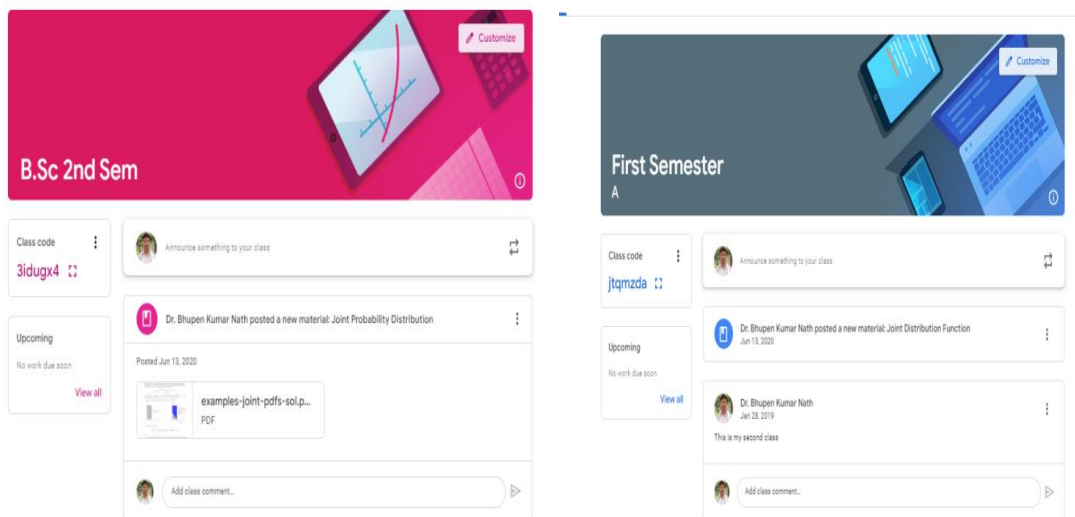 Customize
B.Sc 2nd Sem
Class code
3idugx4
Upcoming
No work due soon
View all
Announce something to your class
Dr. Bhupen Kumar Nath posted a new material: Joint Probability Distribution
Posted Jun 13, 2020
examples-joint-pdfs-sol.p...
PDF
Add class comment...
Customize
First Semester
A
Class code
jtqmzda
Upcoming
No work due soon
View all
Announce something to your class
Dr. Bhupen Kumar Nath posted a new material: Joint Distribution Function
Jun 13, 2020
Dr. Bhupen Kumar Nath
Jan 28, 2019
This is my second class
Add class comment...